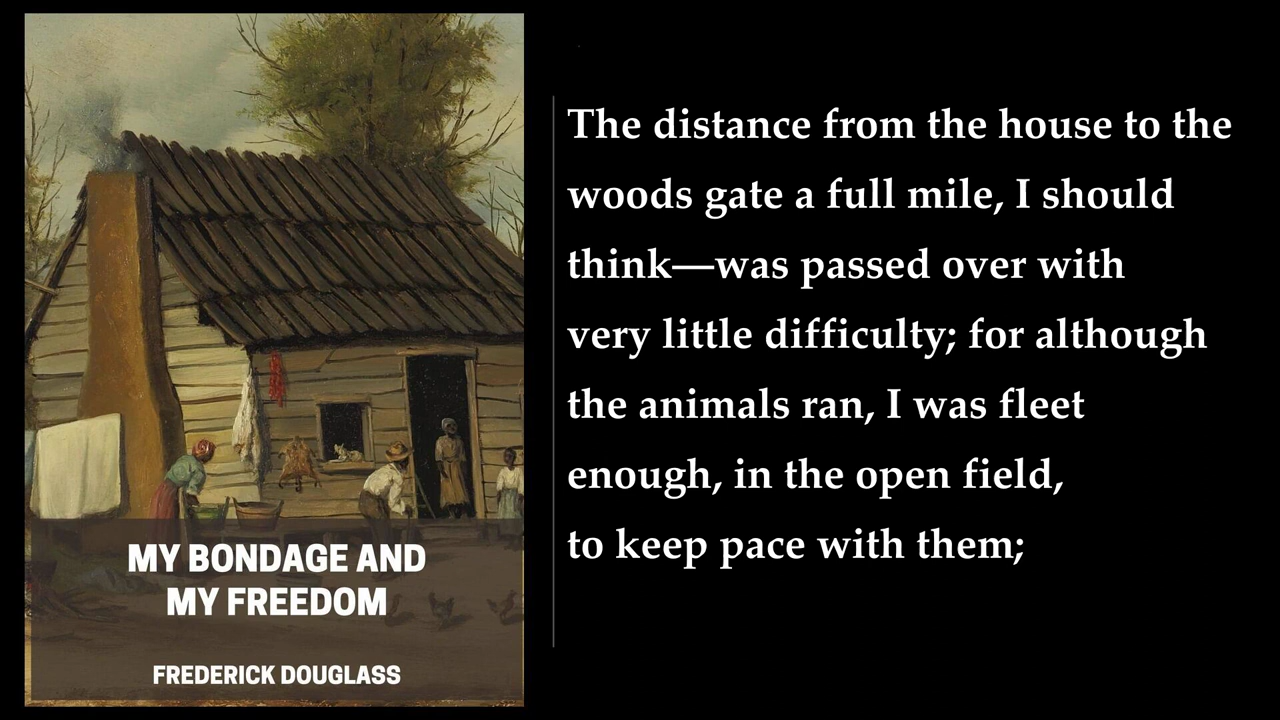 MY BONDAGE AND
MY FREEDOM
FREDERICK DOUGLASS
The distance from the house to the
woods gate a full mile, I should
think—was passed over with
very little difficulty; for although
the animals ran, I was fleet
enough, in the open field,
to keep pace with them;